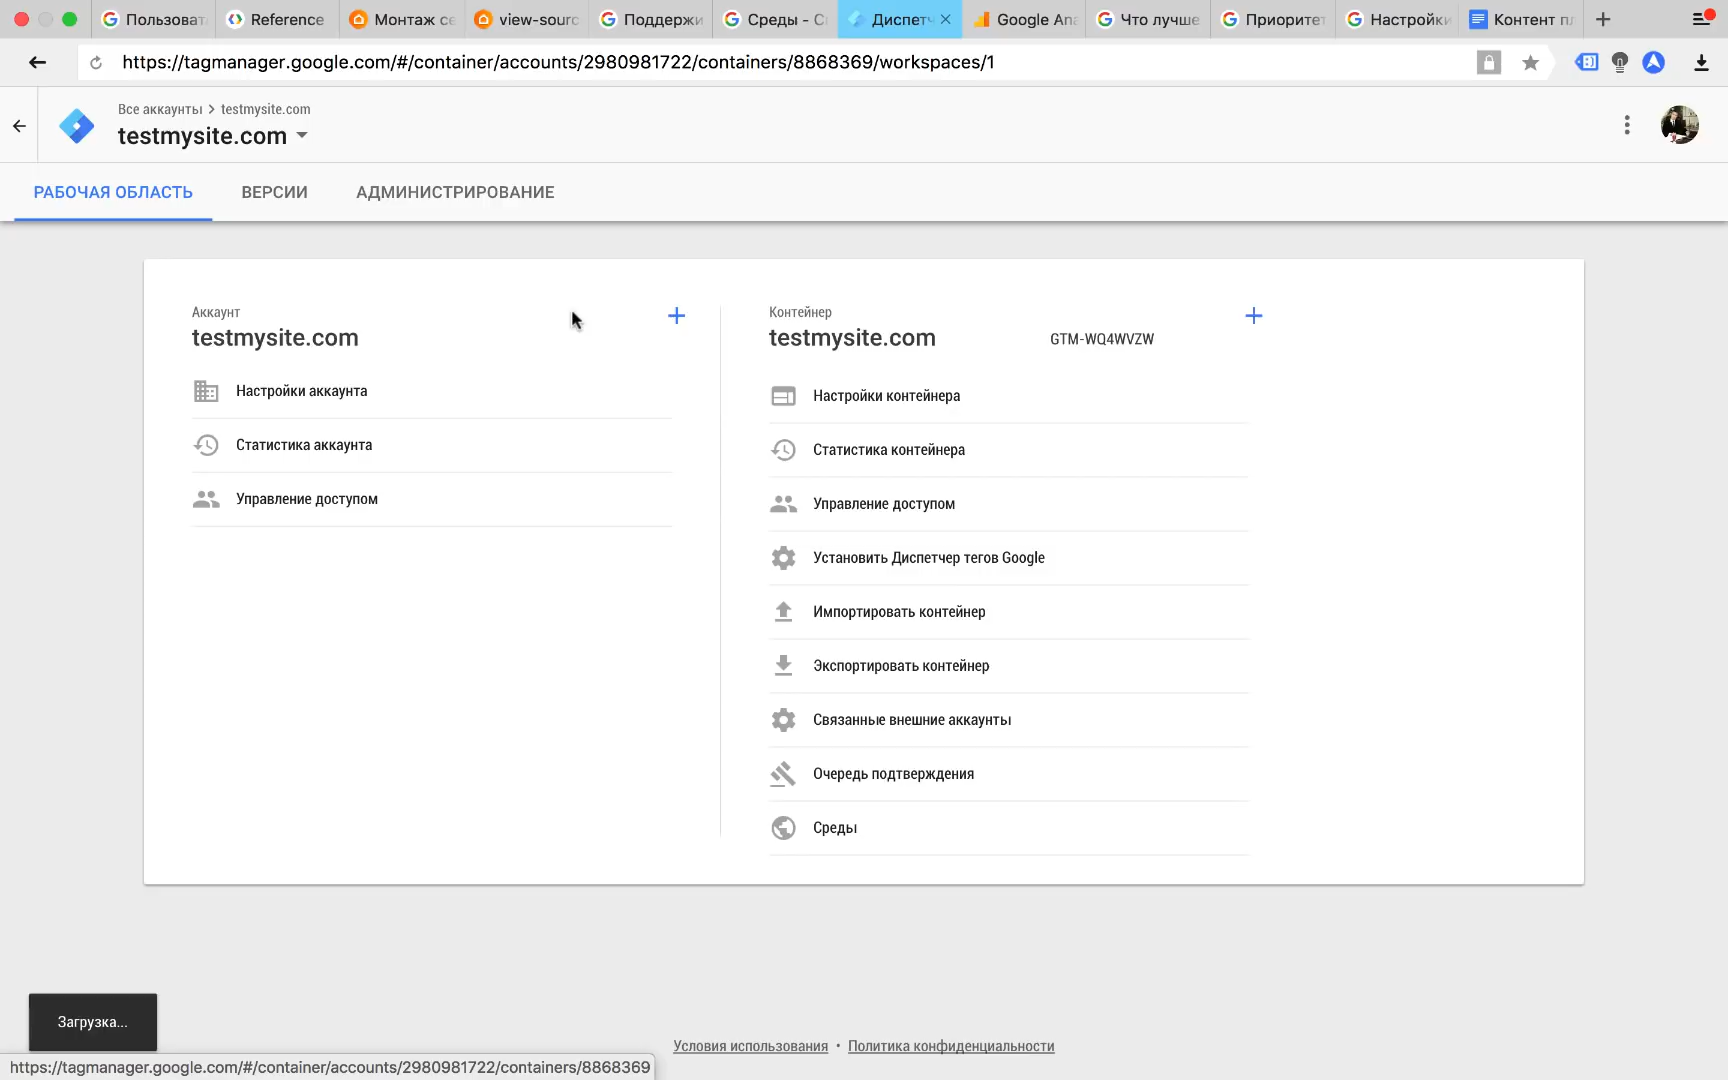 Пользоват
Reference
Монтаж се
view-sourc
Поддержи
Среды - С
Диспетч
Google Ana
Что лучше
Приоритет
Настройки
Контент пл
https://tagmanager.google.com/#/container/accounts/2980981722/containers/8868369/workspaces/1
Все аккаунты > testmysite.com
testmysite.com
РАБОЧАЯ ОБЛАСТЬ
ВЕРСИИ
АДМИНИСТРИРОВАНИЕ
Аккаунт
testmysite.com
Настройки аккаунта
Статистика аккаунта
Управление доступом
Контейнер
testmysite.com
GTM-WQ4WVZW
Настройки контейнера
Статистика контейнера
Управление доступом
Установить Диспетчер тегов Google
Импортировать контейнер
Экспортировать контейнер
Связанные внешние аккаунты
Очередь подтверждения
Среды
Загрузка...
Условия использования • Политика конфиденциальности
https://tagmanager.google.com/#/container/accounts/2980981722/containers/8868369